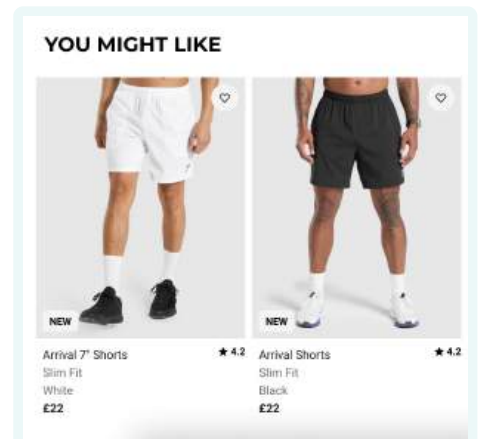 YOU MIGHT LIKE
NEW
NEW
Arrival 7" Shorts ★ 4.2
Slim Fit
White
£22
Arrival Shorts ★ 4.2
Slim Fit
Black
£22